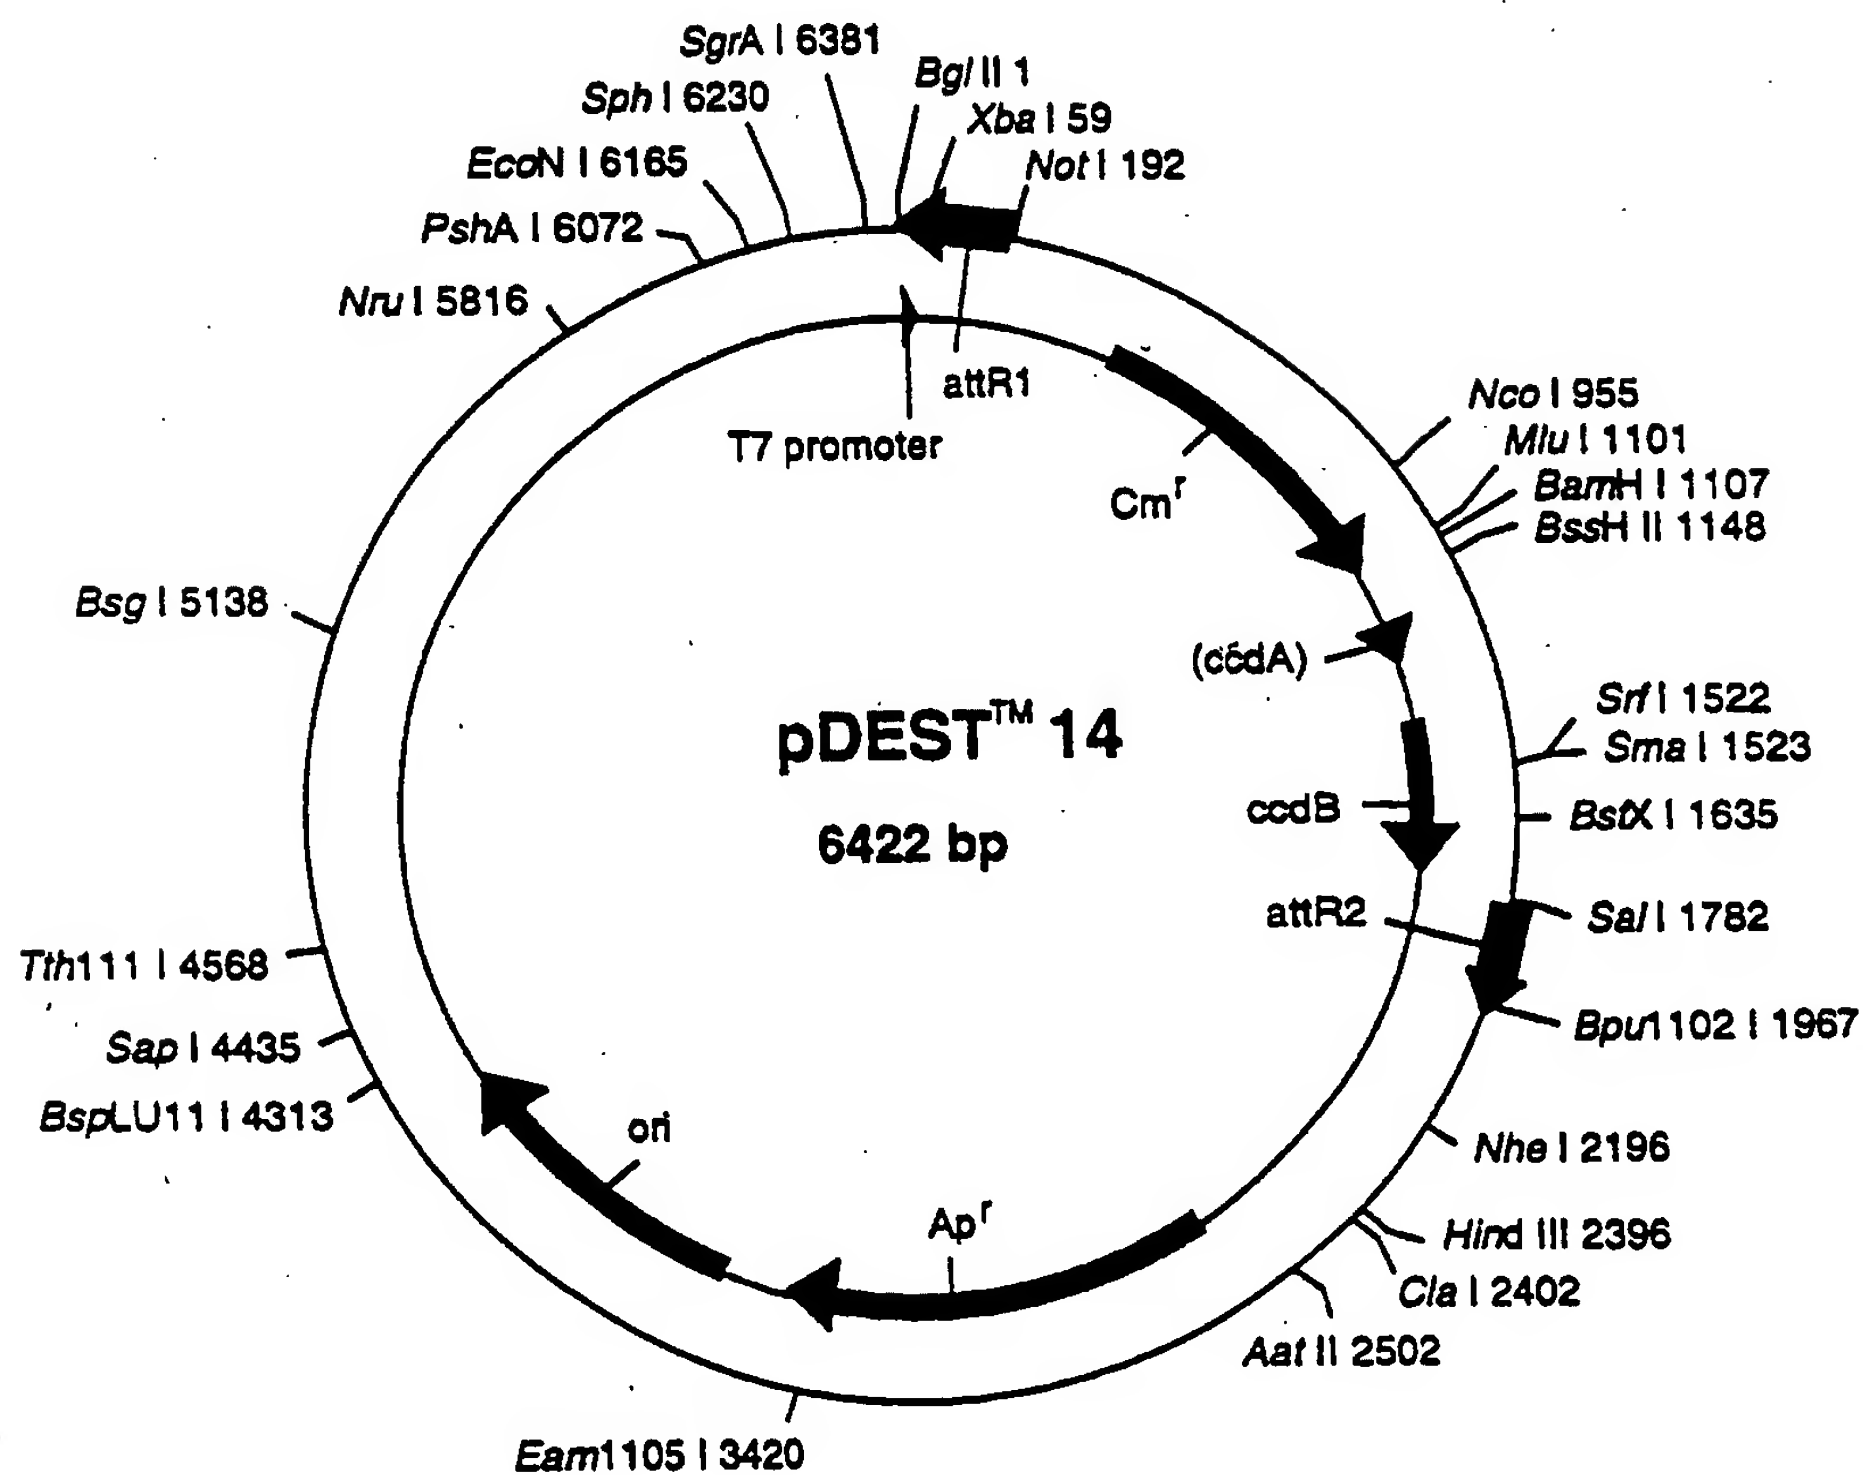 SgrA I 6381
Bgl II 1
Sph I 6230
Xba I 59
EcoN I 6165
Not I 192
PshA I 6072
Nru I 5816
attR1
Nco I 955
T7 promoter
Mlu I 1101
Cmʳ
BamH I 1107
BssH II 1148
Bsg I 5138
(ccdA)
Srf I 1522
pDEST™ 14
Sma I 1523
ccdB
BstX I 1635
6422 bp
attR2
Sal I 1782
Tth111 I 4568
Bpu1102 I 1967
Sap I 4435
BspLU11 I 4313
ori
Nhe I 2196
Apʳ
Hind III 2396
Cla I 2402
Aat II 2502
Eam1105 I 3420